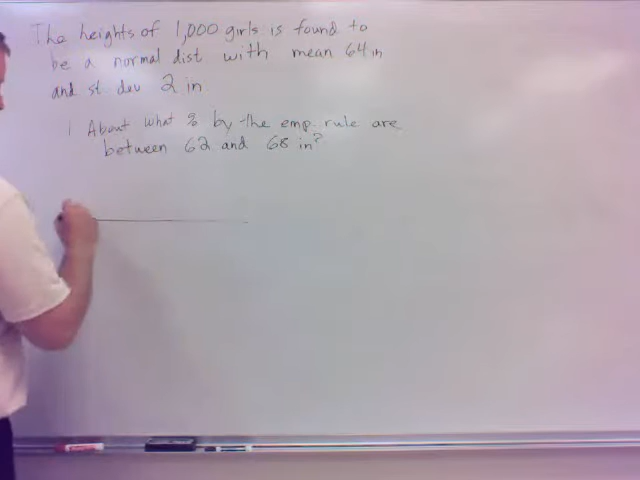 The heights of 1,000 girls is found to
be a normal dist with mean 64 in
and st. dev 2 in
1 About what % by the emp. rule are
between 62 and 68 in?